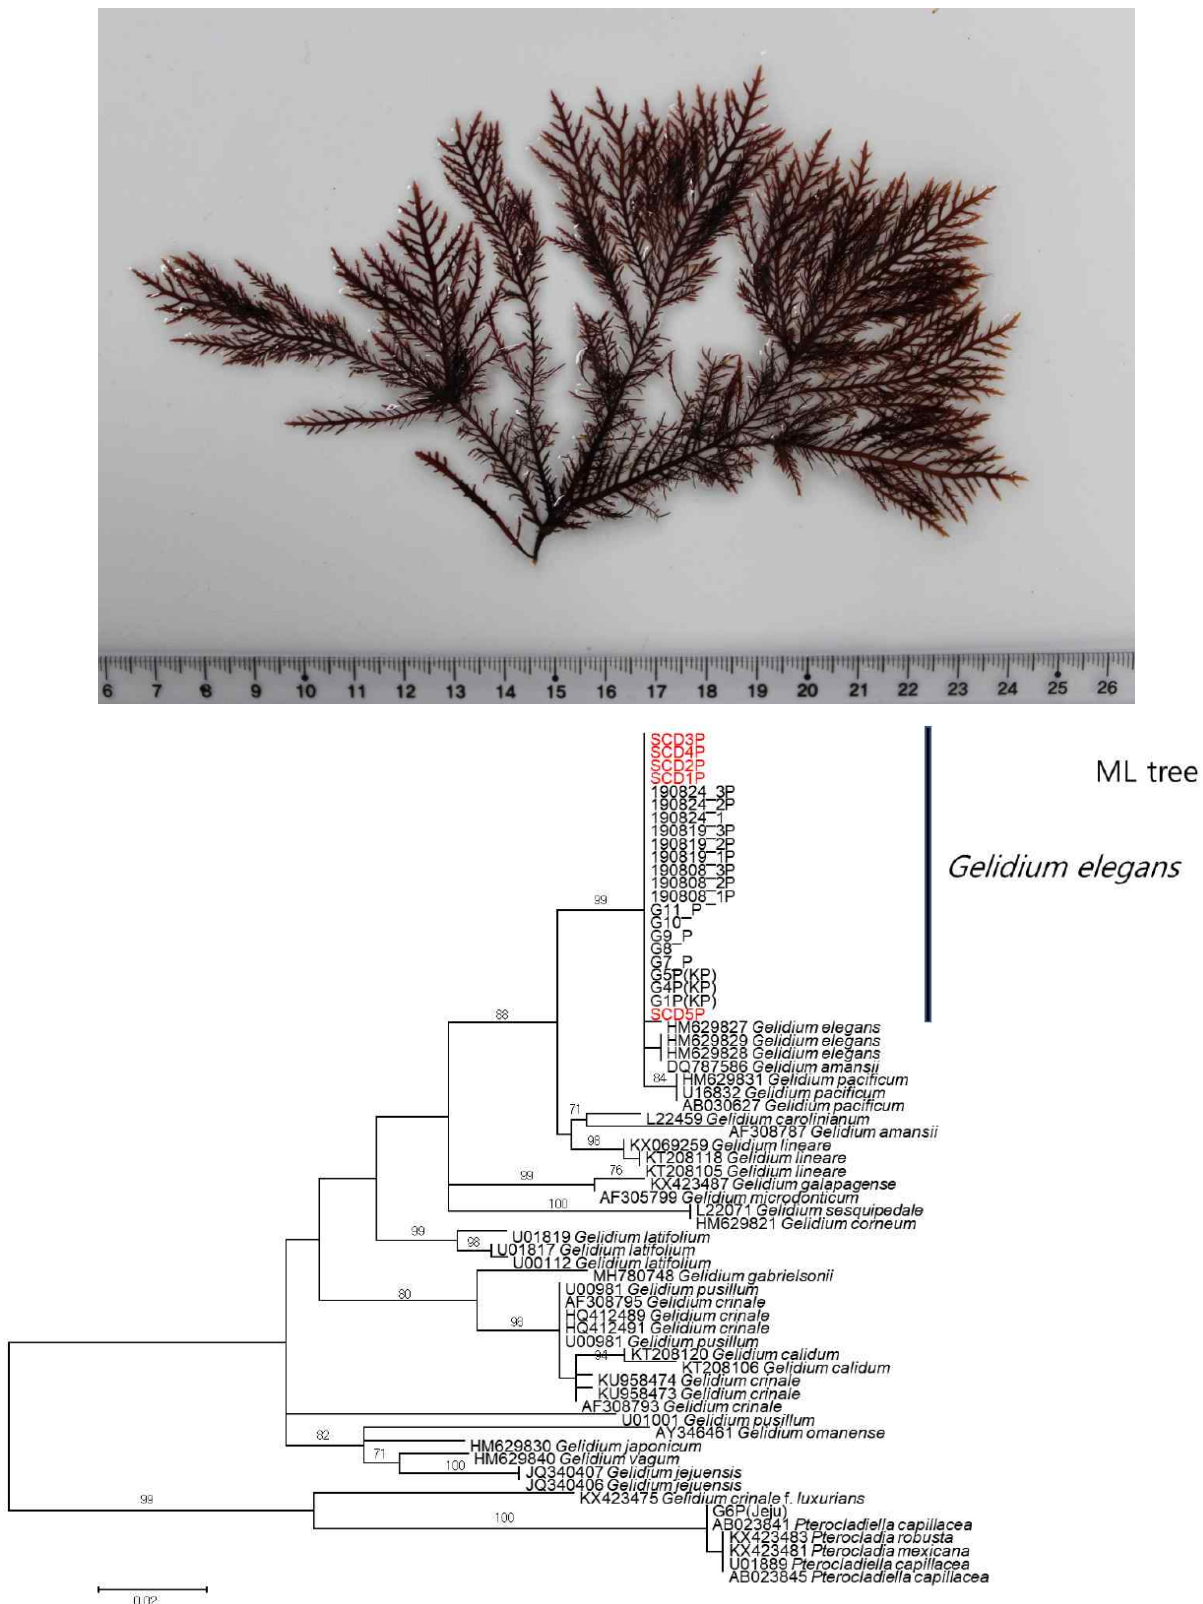 6 7 8 9 10 11 12 13 14 15 16 17 18 19 20 21 22 23 24 25 26
SCD3P
ML tree
SCD4P
SCD2P
SCD1P
190824_3P
190824_2P
190824_1
190819_3P
190819_2P
190819_1P
Gelidium elegans
190808_3P
190808_2P
190808_1P
99
G11_P
G10
G9_P
G8
G7_P
G5P(KP)
G4P(KP)
G1P(KP)
88
SCD5P
HM629827 Gelidium elegans
HM629829 Gelidium elegans
HM629828 Gelidium elegans
DQ787586 Gelidium amansii
84
HM629831 Gelidium pacificum
U16832 Gelidium pacificum
AB030627 Gelidium pacificum
71
L22459 Gelidium carolinianum
AF308787 Gelidium amansii
98
KX069259 Gelidium lineare
KT208118 Gelidium lineare
76
KT208105 Gelidium lineare
99
KX423487 Gelidium galapagense
AF305799 Gelidium microdonticum
100
L22071 Gelidium sesquipedale
HM629821 Gelidium corneum
99
U01819 Gelidium latifolium
98
U01817 Gelidium latifolium
U00112 Gelidium latifolium
MH780748 Gelidium gabrielsonii
80
U00981 Gelidium pusillum
AF308795 Gelidium crinale
HQ412489 Gelidium crinale
98
HQ412491 Gelidium crinale
U00981 Gelidium pusillum
94
KT208120 Gelidium calidum
KT208106 Gelidium calidum
KU958474 Gelidium crinale
KU958473 Gelidium crinale
AF308793 Gelidium crinale
U01001 Gelidium pusillum
82
AY346461 Gelidium omanense
HM629830 Gelidium japonicum
71
HM629840 Gelidium vagum
100
JQ340407 Gelidium jejuensis
JQ340406 Gelidium jejuensis
99
KX423475 Gelidium crinale f. luxurians
G6P(Jeju)
100
AB023841 Pterocladiella capillacea
KX423483 Pterocladia robusta
KX423481 Pterocladia mexicana
U01889 Pterocladiella capillacea
AB023845 Pterocladiella capillacea
0.02